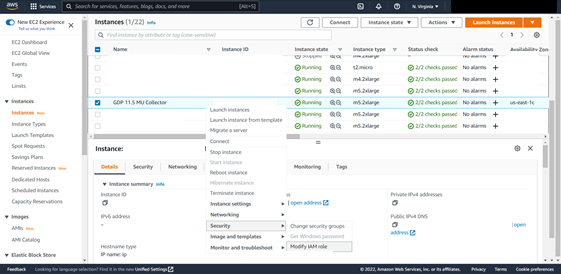 aws
Services
Search for services, features, blogs, docs, and more
[Alt+S]
N. Virginia
New EC2 Experience
Tell us what you think
EC2 Dashboard
EC2 Global View
Events
Tags
Limits
Instances
Instances New
Instance Types
Launch Templates
Spot Requests
Savings Plans
Reserved Instances New
Dedicated Hosts
Scheduled Instances
Capacity Reservations
Images
AMIs New
AMI Catalog
Elastic Block Store
Instances (1/22) Info
Connect
Instance state
Actions
Launch Instances
Find instance by attribute or tag (case-sensitive)
1
Name
Instance ID
Instance state
Instance type
Status check
Alarm status
Availability Zon
Stopped
m4.2xlarge
No alarms
Running
t2.micro
2/2 checks passed
No alarms
Running
m4.2xlarge
2/2 checks passed
No alarms
Running
m5.2xlarge
2/2 checks passed
No alarms
GDP 11.5 MU Collector
Running
m5.2xlarge
2/2 checks passed
No alarms
us-east-1c
Running
m5.2xlarge
2/2 checks passed
No alarms
Running
m5.2xlarge
2/2 checks passed
No alarms
Launch instances
Launch instance from template
Migrate a server
Connect
Stop instance
Start instance
Reboot instance
Hibernate instance
Terminate instance
Instance settings
Networking
Security
Image and templates
Monitor and troubleshoot
Change security groups
Get Windows password
Modify IAM role
Instance:
Details
Security
Networking
Monitoring
Tags
Instance summary Info
Instance ID
open address
Private IPv4 addresses
IPv6 address
–
Public IPv4 DNS
open
address
Hostname type
IP name: ip
Feedback
Looking for language selection? Find it in the new Unified Settings
© 2022, Amazon Web Services, Inc. or its affiliates.
Privacy
Terms
Cookie preferences